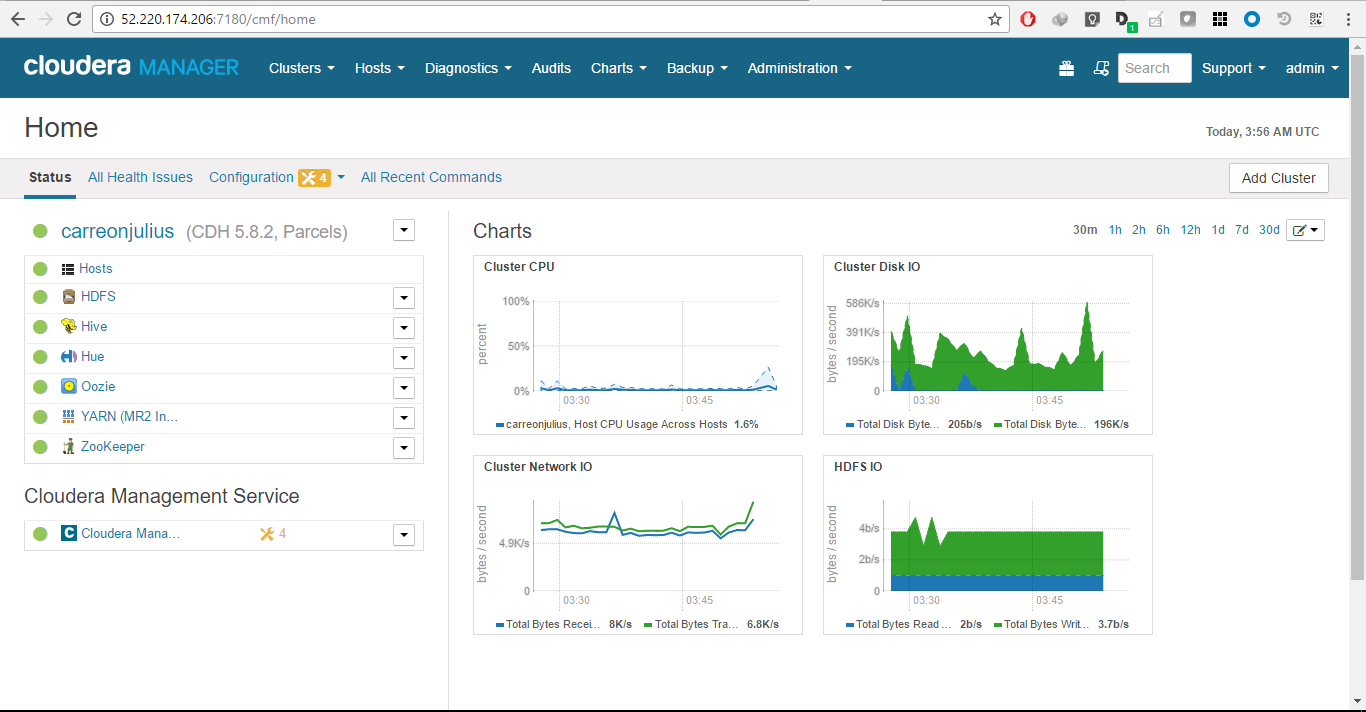 52.220.174.206:7180/cmf/home
D 1
cloudera MANAGER Clusters Hosts Diagnostics Audits Charts Backup Administration Search Support admin
Home
Today, 3:56 AM UTC
Status All Health Issues Configuration 4 All Recent Commands Add Cluster
carreonjulius (CDH 5.8.2, Parcels)
Hosts
HDFS
Hive
Hue
Oozie
YARN (MR2 In...
ZooKeeper
Cloudera Management Service
C Cloudera Mana... 4
Charts 30m 1h 2h 6h 12h 1d 7d 30d
Cluster CPU
percent
100%
50%
0%
03:30 03:45
carreonjulius, Host CPU Usage Across Hosts 1.6%
Cluster Disk IO
bytes / second
586K/s
391K/s
195K/s
0
03:30 03:45
Total Disk Byte... 205b/s Total Disk Byte... 196K/s
Cluster Network IO
bytes / second
4.9K/s
0
03:30 03:45
Total Bytes Recei... 8K/s Total Bytes Tra... 6.8K/s
HDFS IO
bytes / second
4b/s
2b/s
0
03:30 03:45
Total Bytes Read ... 2b/s Total Bytes Writ... 3.7b/s